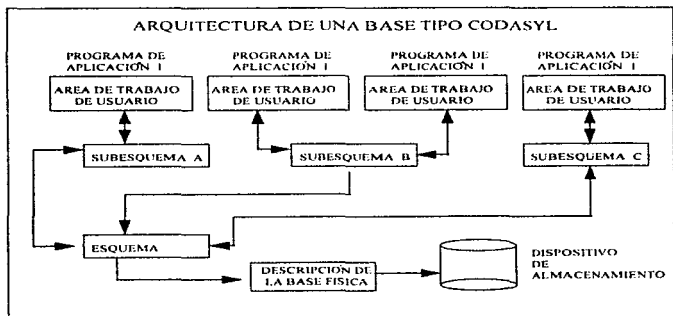 ARQUITECTURA DE UNA BASE TIPO CODASYL
PROGRAMA DE
APLICACIÓN 1
PROGRAMA DE
APLICACIÓN 1
PROGRAMA DE
APLICACIÓN 1
PROGRAMA DE
APLICACIÓN 1
AREA DE TRABAJO
DE USUARIO
AREA DE TRABAJO
DE USUARIO
AREA DE TRABAJO
DE USUARIO
AREA DE TRABAJO
DE USUARIO
SUBESQUEMA A
SUBESQUEMA B
SUBESQUEMA C
ESQUEMA
DESCRIPCIÓN DE
LA BASE FISICA
DISPOSITIVO
DE
ALMACENAMIENTO